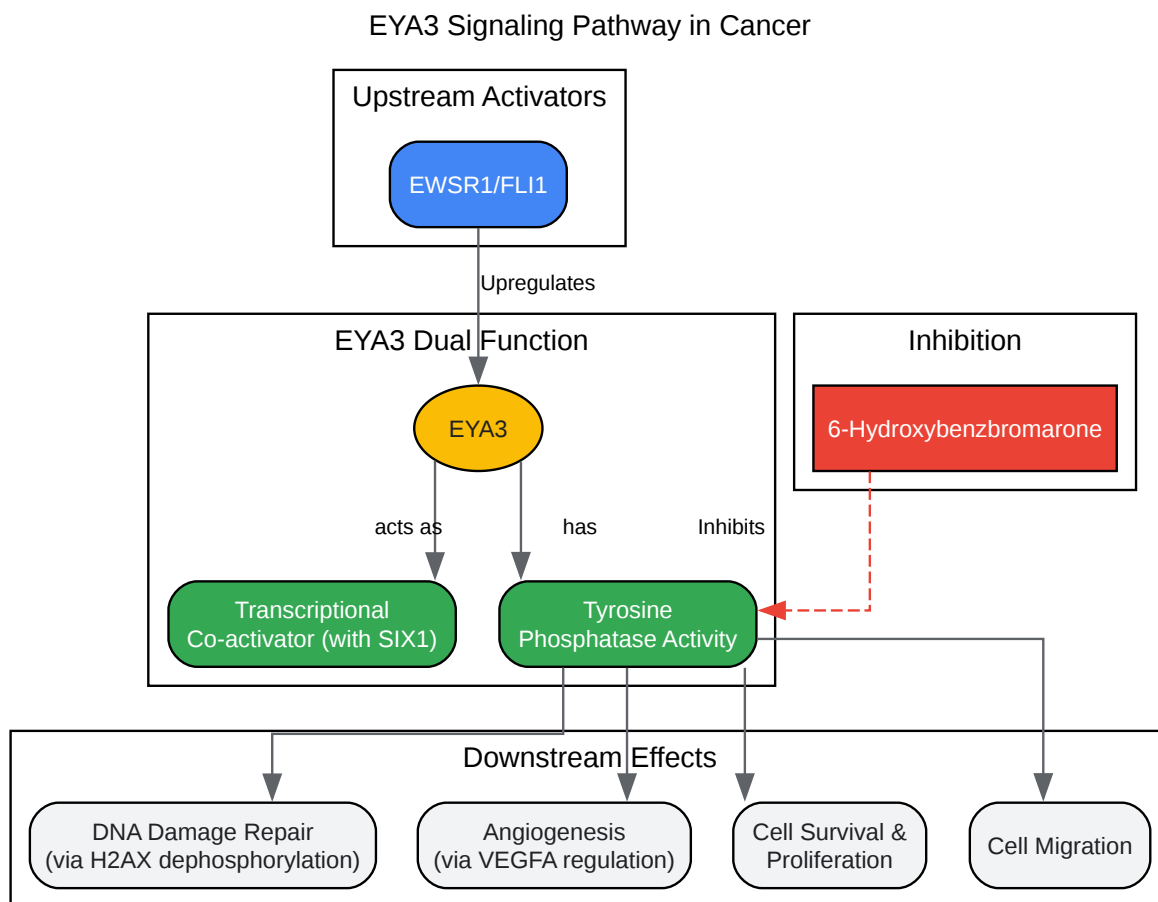 EYA3 Signaling Pathway in Cancer
Upstream Activators
EWSR1/FLI1
Upregulates
EYA3 Dual Function
Inhibition
EYA3
6-Hydroxybenzbromarone
acts as
has
Inhibits
Transcriptional
Co-activator (with SIX1)
Tyrosine
Phosphatase Activity
Downstream Effects
DNA Damage Repair
(via H2AX dephosphorylation)
Angiogenesis
(via VEGFA regulation)
Cell Survival &
Proliferation
Cell Migration